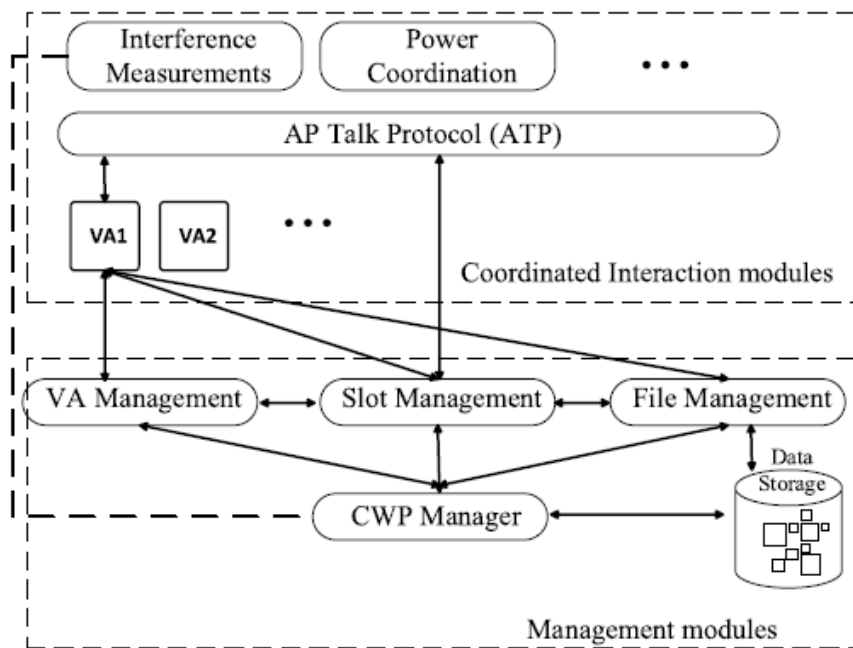 Interference
Measurements
Power
Coordination
AP Talk Protocol (ATP)
VA1
VA2
Coordinated Interaction modules
VA Management
Slot Management
File Management
Data
Storage
CWP Manager
Management modules